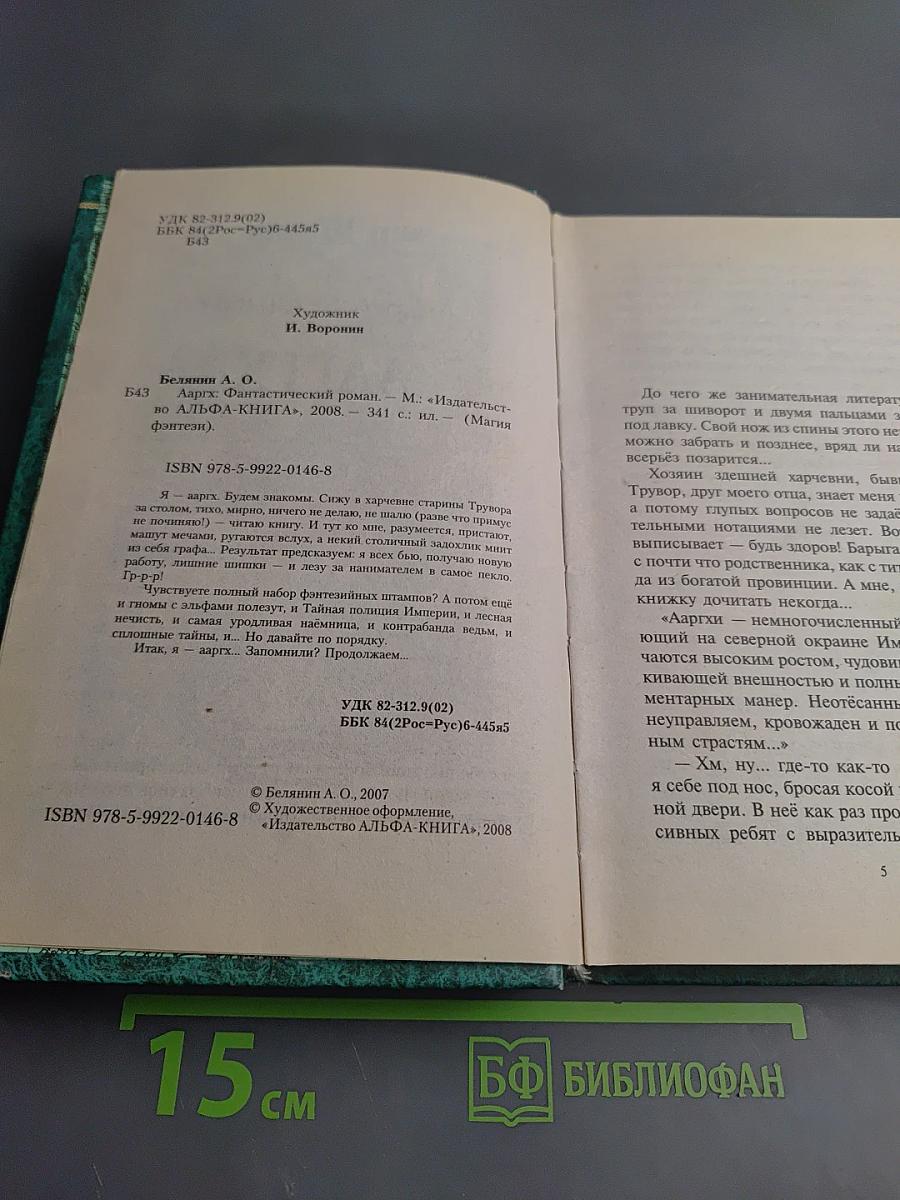 УДК 82-312.9(02)
ББК 84(2Рос=Рус)6-445я5
Б43
Художник
И. Воронин
Белянин А. О.
Б43 Ааргх: Фантастический роман. — М.: «Издательст-
во АЛЬФА-КНИГА», 2008. — 341 с.: ил. — (Магия
фэнтези).
ISBN 978-5-9922-0146-8
Я — ааргх. Будем знакомы. Сижу в харчевне старины Трувора
за столом, тихо, мирно, ничего не делаю, не шалю (разве что примус
не починяю!) — читаю книгу. И тут ко мне, разумеется, пристают,
машут мечами, ругаются вслух, а некий столичный задохлик мнит
из себя графа... Результат предсказуем: я всех бью, получаю новую
работу, лишние шишки — и лезу за нанимателем в самое пекло.
Гр-р-р!
Чувствуете полный набор фэнтезийных штампов? А потом ещё
и гномы с эльфами полезут, и Тайная полиция Империи, и лесная
нечисть, и самая уродливая наёмница, и контрабанда ведьм, и
сплошные тайны, и... Но давайте по порядку.
Итак, я — ааргх... Запомнили? Продолжаем...
УДК 82-312.9(02)
ББК 84(2Рос=Рус)6-445я5
© Белянин А. О., 2007
© Художественное оформление,
ISBN 978-5-9922-0146-8 «Издательство АЛЬФА-КНИГА», 2008
До чего же занимательная литерату
труп за шиворот и двумя пальцами з
под лавку. Свой нож из спины этого не
можно забрать и позднее, вряд ли на
всерьёз позарится...
Хозяин здешней харчевни, бывш
Трувор, друг моего отца, знает меня
а потому глупых вопросов не задаё
тельными нотациями не лезет. Вот
выписывает — будь здоров! Барыга
с почти что родственника, как с тит
да из богатой провинции. А мне,
книжку дочитать некогда...
«Ааргхи — немногочисленный
ющий на северной окраине Им
чаются высоким ростом, чудови
кивающей внешностью и полны
ментарных манер. Неотёсанны
неуправляем, кровожаден и по
ным страстям...»
— Хм, ну... где-то как-то
я себе под нос, бросая косой
ной двери. В неё как раз про
сивных ребят с выразитель
5
15 см
БФ БИБЛИОФАН